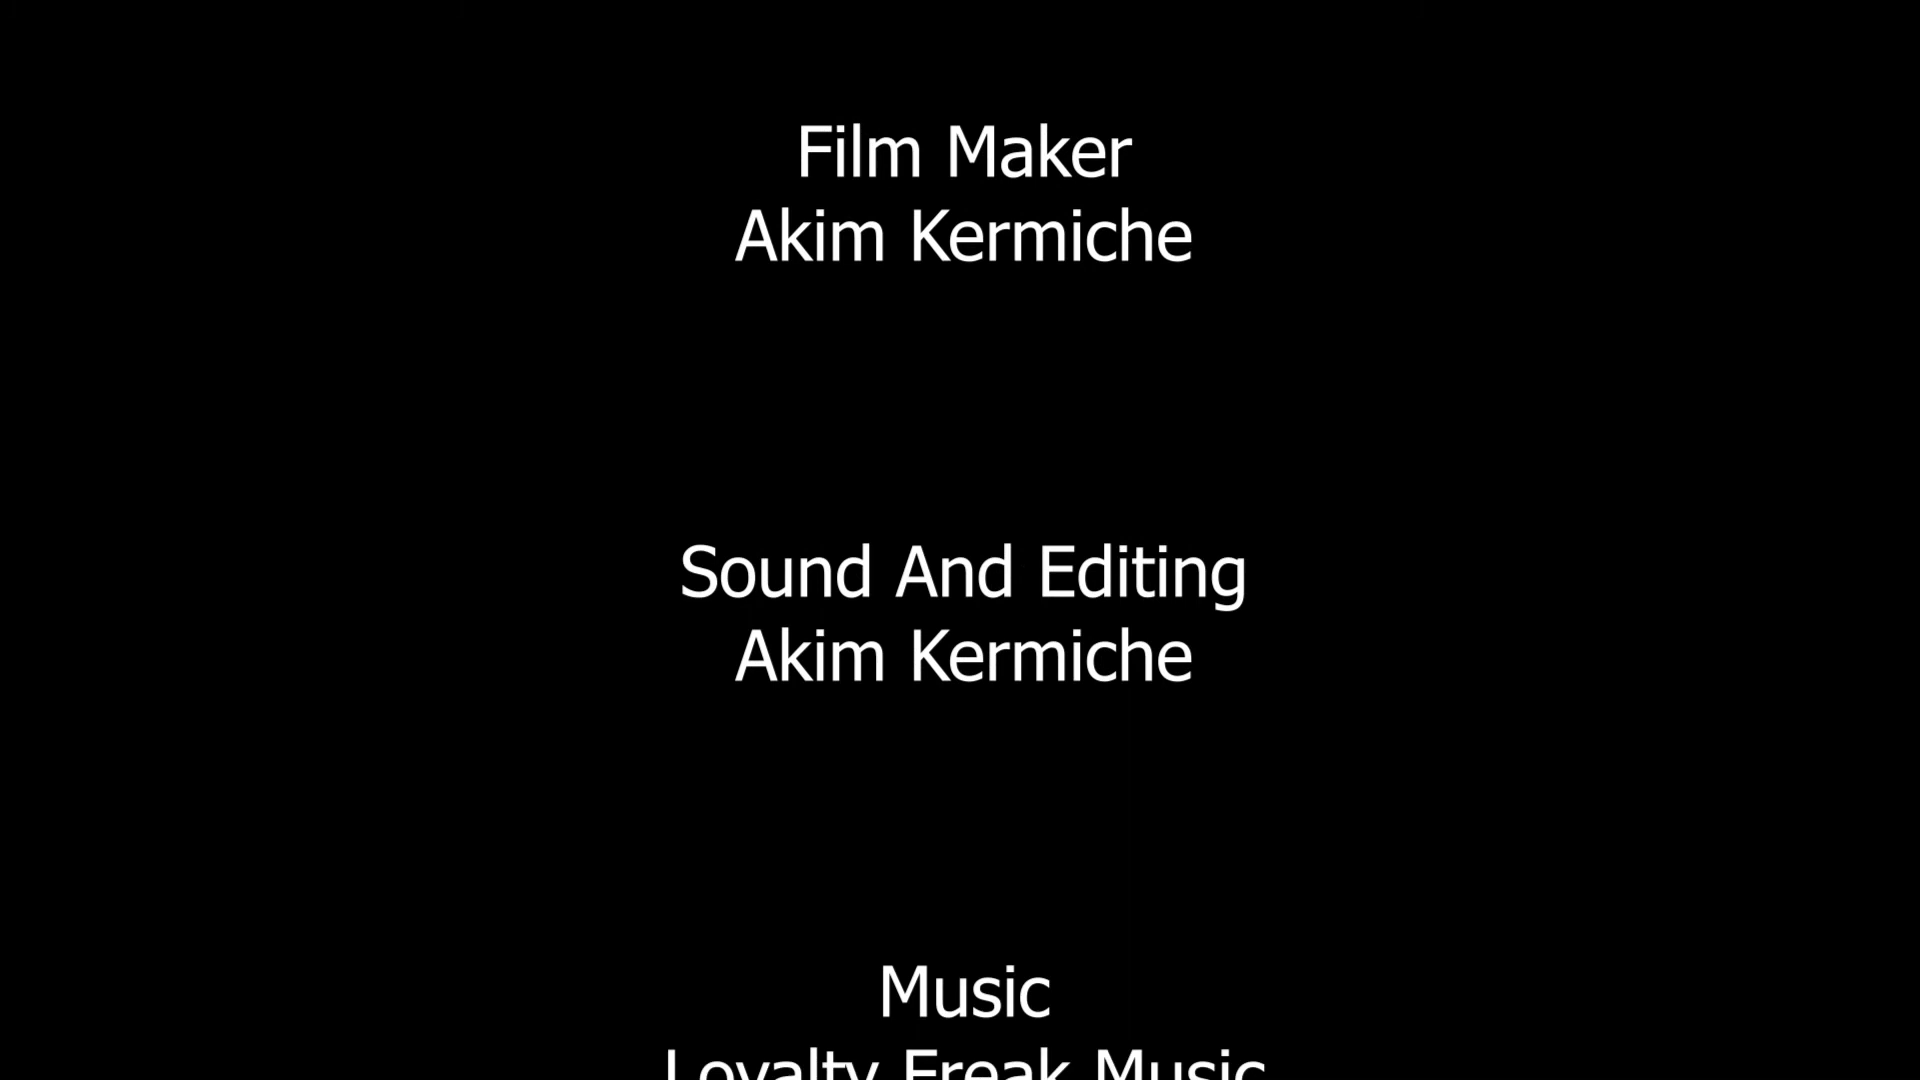 Film Maker
Akim Kermiche
Sound And Editing
Akim Kermiche
Music
Loyalty Freak Music